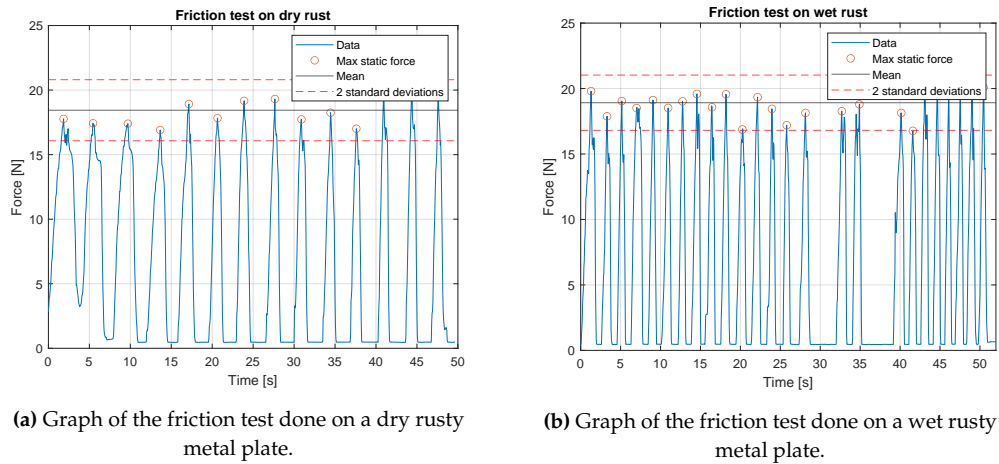 Friction test on dry rust
25
20
15
10
5
0
Force [N]
Data
Max static force
Mean
2 standard deviations
0 5 10 15 20 25 30 35 40 45 50
Time [s]
(a) Graph of the friction test done on a dry rusty
metal plate.
Friction test on wet rust
25
20
15
10
5
0
Force [N]
Data
Max static force
Mean
2 standard deviations
0 5 10 15 20 25 30 35 40 45 50
Time [s]
(b) Graph of the friction test done on a wet rusty
metal plate.